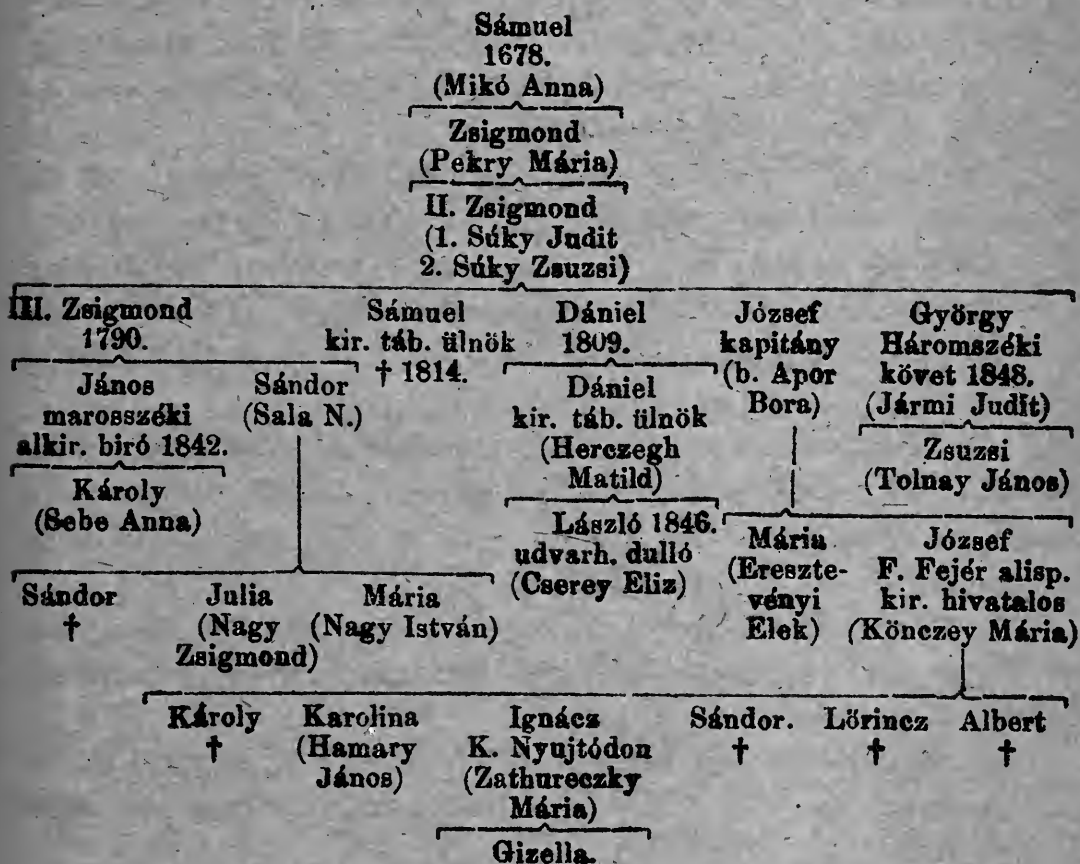 Sámuel
1678.
(Mikó Anna)
Zsigmond
(Pekry Mária)
II. Zsigmond
(1. Súky Judit
2. Súky Zsuzsi)
III. Zsigmond
1790.
Sámuel
kir. táb. ülnök
† 1814.
Dániel
1809.
József
kapitány
(b. Apor
Bora)
György
Háromszéki
követ 1848.
(Jármi Judit)
János
marosszéki
alkir. biró 1842.
Sándor
(Sala N.)
Dániel
kir. táb. ülnök
(Herczegh
Matild)
Zsuzsi
(Tolnay János)
Károly
(Sebe Anna)
László 1846.
udvarh. dulló
(Cserey Eliz)
Mária
(Ereszte-
vényi
Elek)
József
F. Fejér alisp.
kir. hivatalos
(Könczey Mária)
Sándor
†
Julia
(Nagy
Zsigmond)
Mária
(Nagy István)
Károly
†
Karolina
(Hamary
János)
Ignácz
K. Nyujtódon
(Zathureczky
Mária)
Sándor.
†
Lőrincz
†
Albert
†
Gizella.